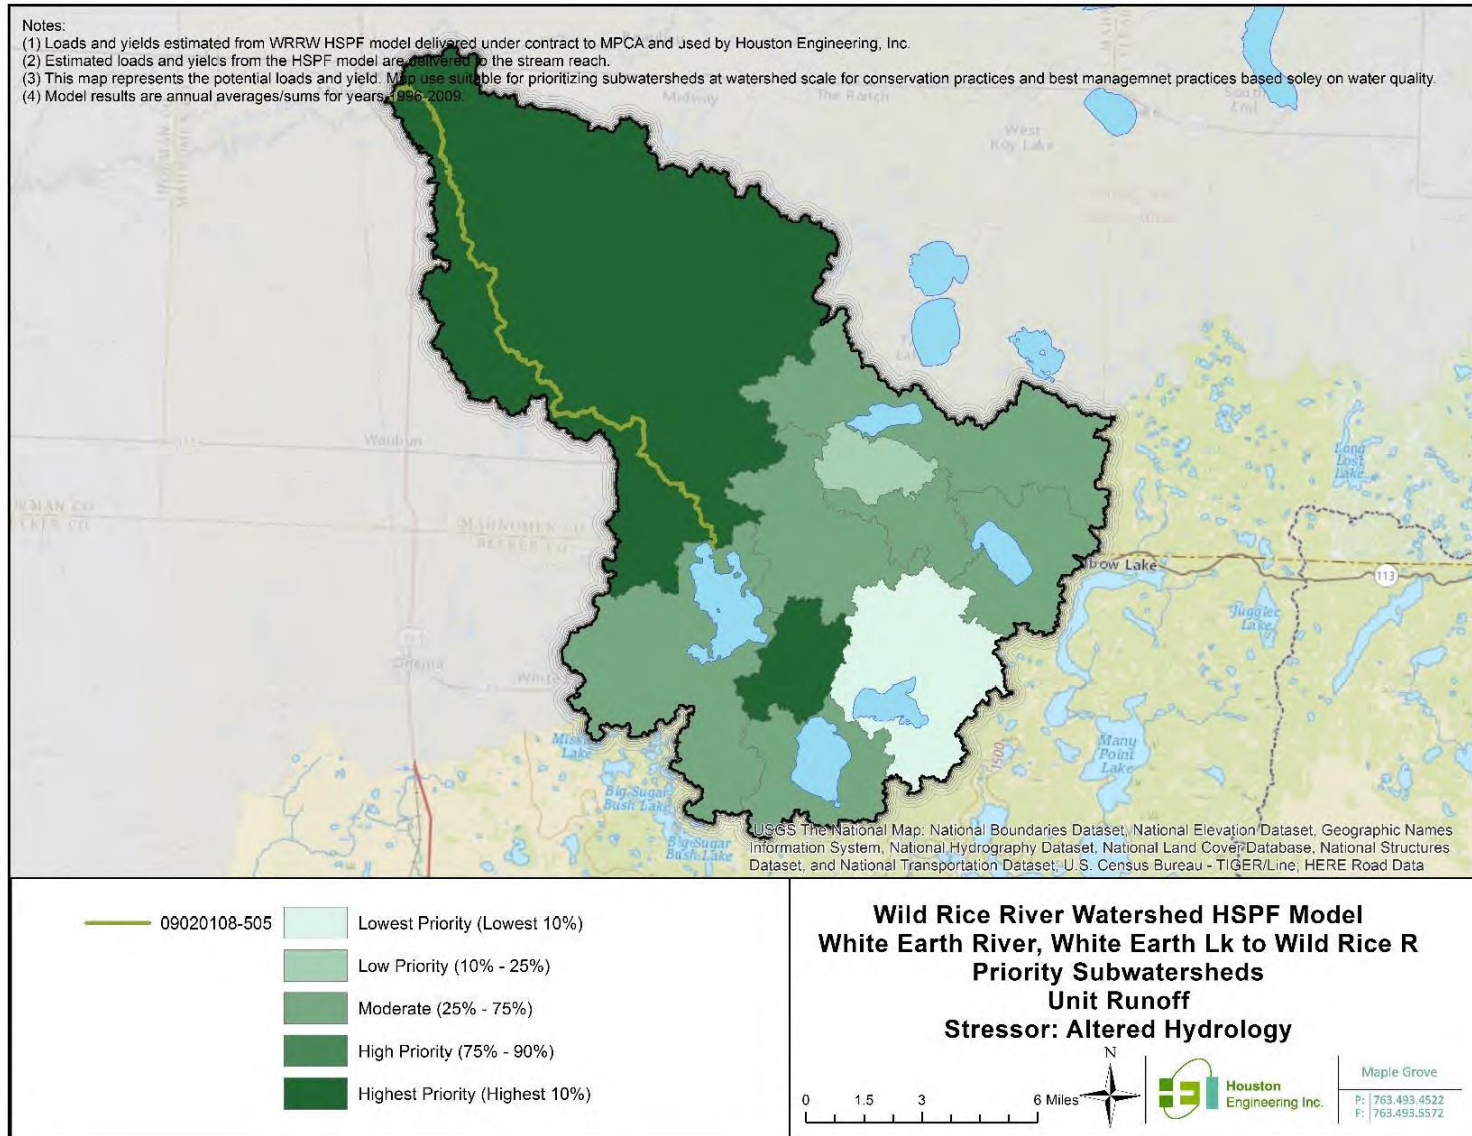 Notes:
(1) Loads and yields estimated from WRRW HSPF model delivered under contract to MPCA and used by Houston Engineering, Inc.
(2) Estimated loads and yields from the HSPF model are delivered to the stream reach.
(3) This map represents the potential loads and yield. Map use suitable for prioritizing subwatersheds at watershed scale for conservation practices and best managemnet practices based soley on water quality.
(4) Model results are annual averages/sums for years 1996-2009.
Midway
The Ranch
South End
West Roy Lake
Waubun
Long Lost Lake
MAHNOMEN CO
BECKER CO
bow Lake
113
Juggler Lake
Many Point Lake
1500
White
Big Sugar Bush Lake
Big Sugar Bush Lake
USGS The National Map: National Boundaries Dataset, National Elevation Dataset, Geographic Names
Information System, National Hydrography Dataset, National Land Cover Database, National Structures
Dataset, and National Transportation Dataset; U.S. Census Bureau - TIGER/Line; HERE Road Data
09020108-505
Lowest Priority (Lowest 10%)
Low Priority (10% - 25%)
Moderate (25% - 75%)
High Priority (75% - 90%)
Highest Priority (Highest 10%)
Wild Rice River Watershed HSPF Model
White Earth River, White Earth Lk to Wild Rice R
Priority Subwatersheds
Unit Runoff
Stressor: Altered Hydrology
0 1.5 3 6 Miles
N
Houston
Engineering Inc.
Maple Grove
P: 763.493.4522
F: 763.493.5572